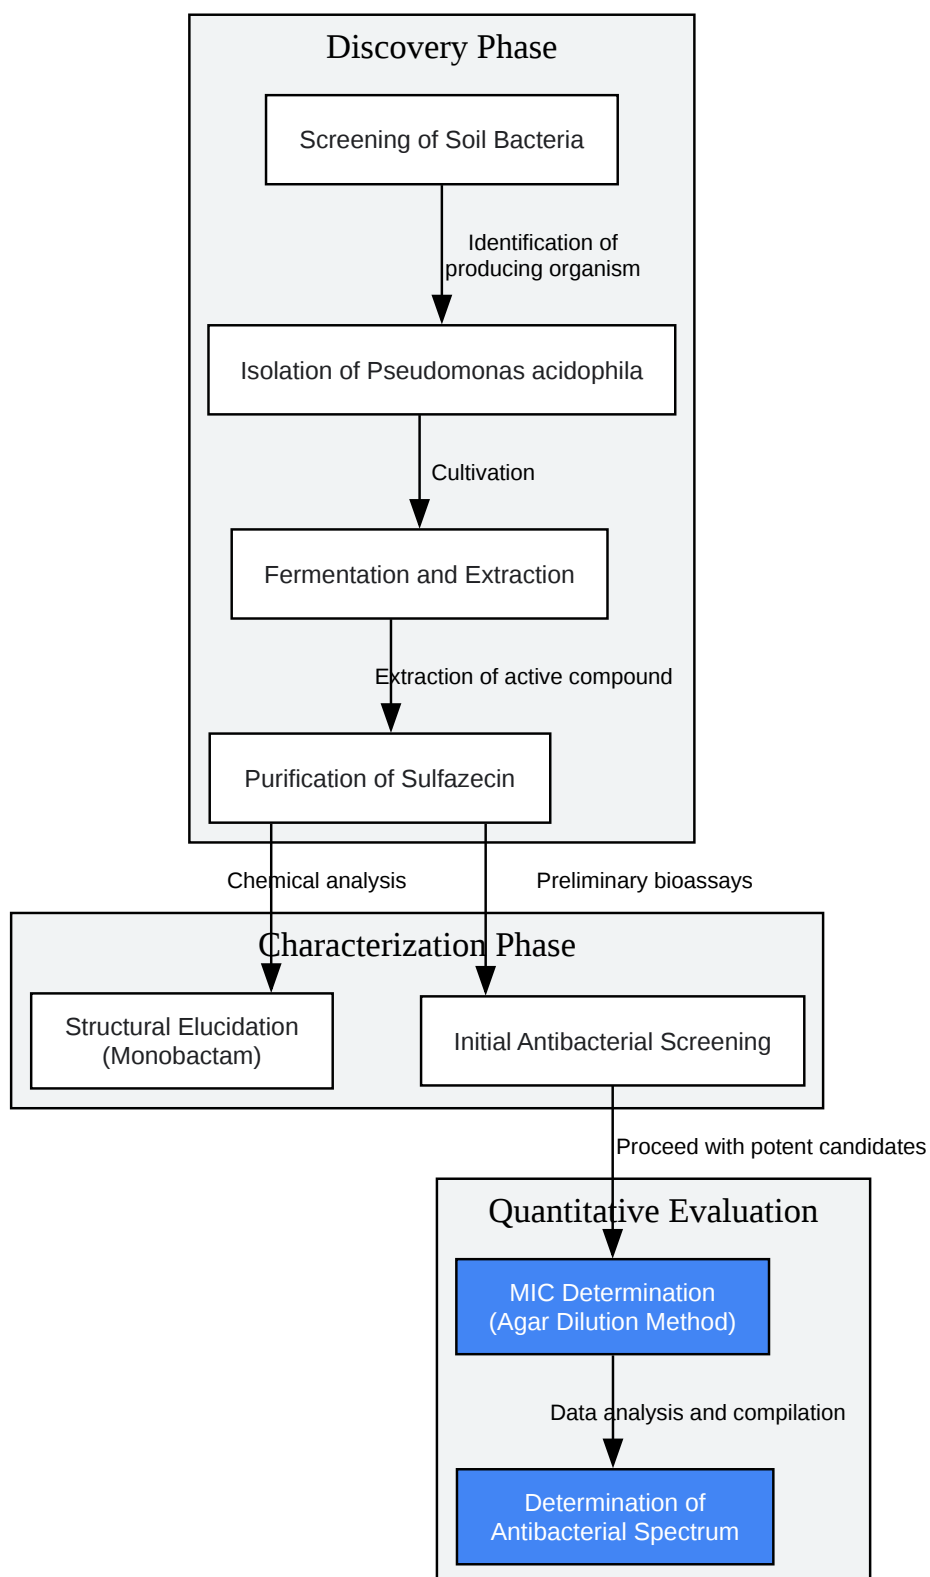 Discovery Phase
Screening of Soil Bacteria
Identification of
producing organism
Isolation of Pseudomonas acidophila
Cultivation
Fermentation and Extraction
Extraction of active compound
Purification of Sulfazecin
Chemical analysis
Preliminary bioassays
Characterization Phase
Structural Elucidation
(Monobactam)
Initial Antibacterial Screening
Proceed with potent candidates
Quantitative Evaluation
MIC Determination
(Agar Dilution Method)
Data analysis and compilation
Determination of
Antibacterial Spectrum